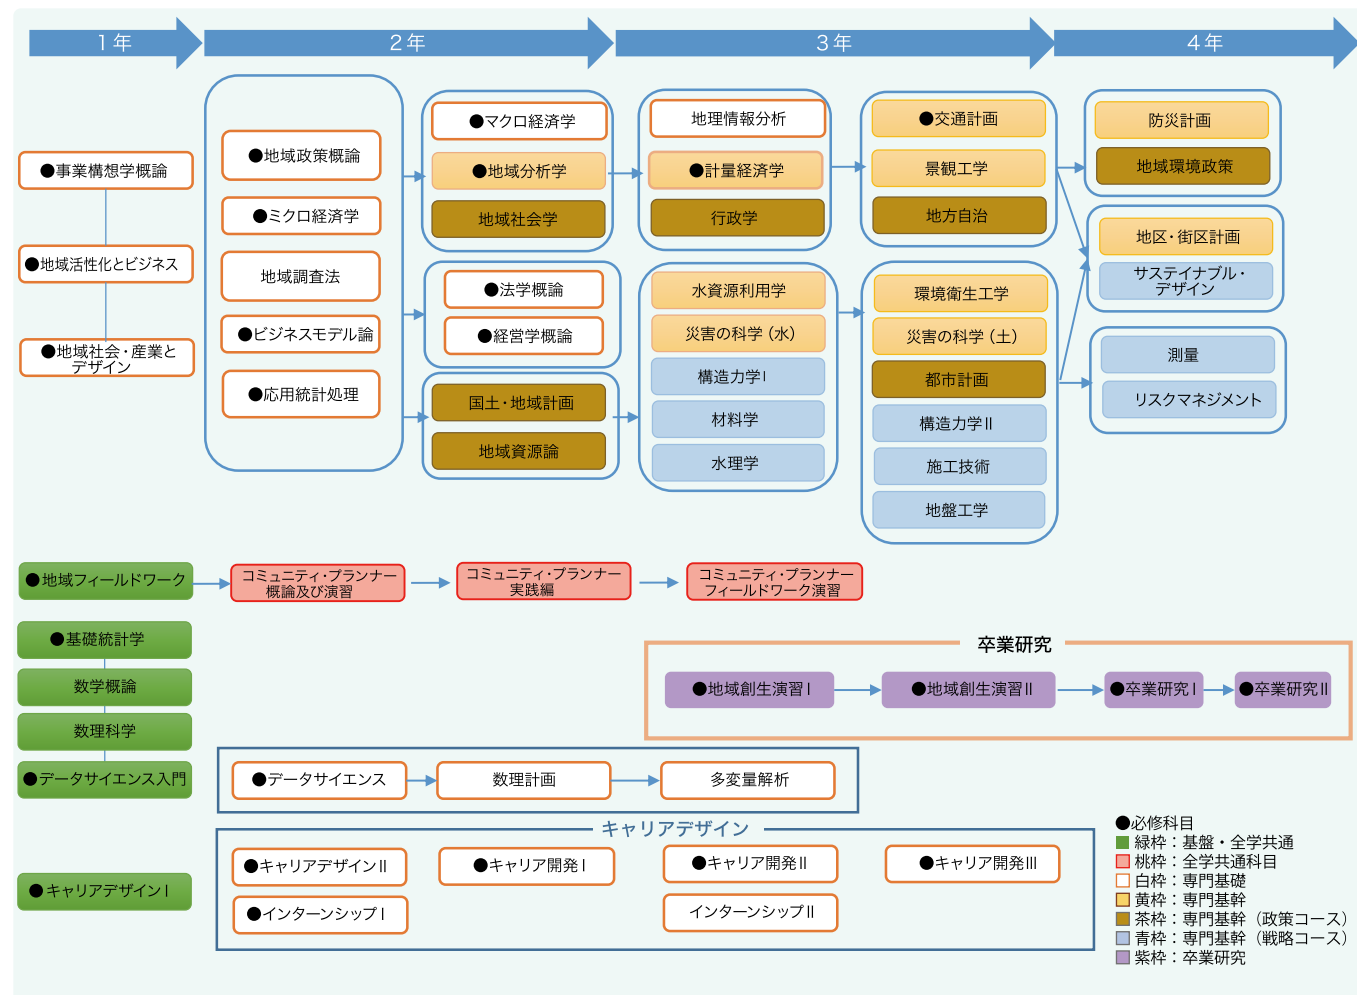 1年
2年
3年
4年
●事業構想学概論
●地域活性化とビジネス
●地域社会・産業と
デザイン
●地域政策概論
●ミクロ経済学
地域調査法
●ビジネスモデル論
●応用統計処理
●マクロ経済学
●地域分析学
地域社会学
●法学概論
●経営学概論
国土・地域計画
地域資源論
地理情報分析
●計量経済学
行政学
水資源利用学
災害の科学（水）
構造力学Ⅰ
材料学
水理学
●交通計画
景観工学
地方自治
環境衛生工学
災害の科学（土）
都市計画
構造力学Ⅱ
施工技術
地盤工学
防災計画
地域環境政策
地区・街区計画
サステイナブル・
デザイン
測量
リスクマネジメント
●地域フィールドワーク
コミュニティ・プランナー
概論及び演習
コミュニティ・プランナー
実践編
コミュニティ・プランナー
フィールドワーク演習
●基礎統計学
数学概論
数理科学
●データサイエンス入門
卒業研究
●地域創生演習Ⅰ
●地域創生演習Ⅱ
●卒業研究Ⅰ
●卒業研究Ⅱ
●データサイエンス
数理計画
多変量解析
キャリアデザイン
●キャリアデザインⅠ
●キャリアデザインⅡ
●キャリア開発Ⅰ
●キャリア開発Ⅱ
●キャリア開発Ⅲ
●インターンシップⅠ
インターンシップⅡ
●必修科目
緑枠：基盤・全学共通
桃枠：全学共通科目
白枠：専門基礎
黄枠：専門基幹
茶枠：専門基幹（政策コース）
青枠：専門基幹（戦略コース）
紫枠：卒業研究